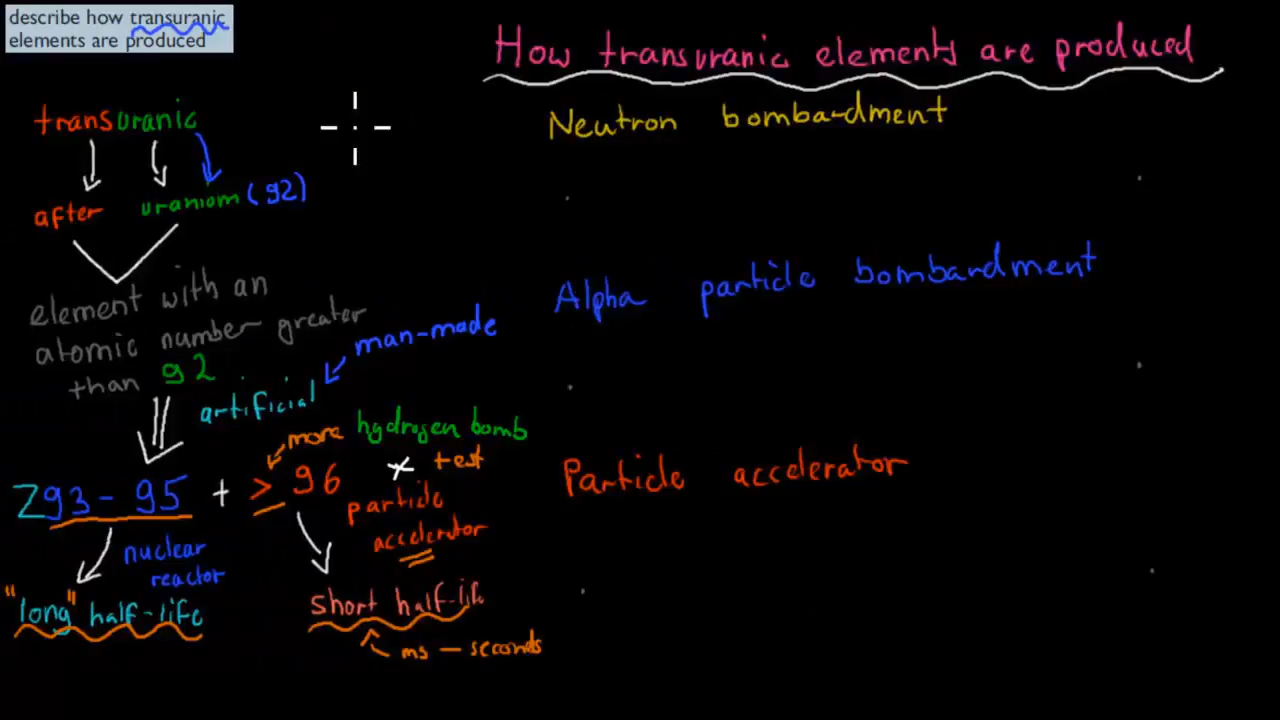 describe how transuranic
elements are produced
How transuranic elements are produced
transuranic
after uraniom (92)
element with an
atomic number greater
than 92
artificial
man-made
Z93 - 95 + > 96
more hydrogen bomb
test
particle
accelerator
nuclear
reactor
"long" half-life
short half-life
ms - seconds
Neutron bombardment
Alpha particle bombardment
Particle accelerator